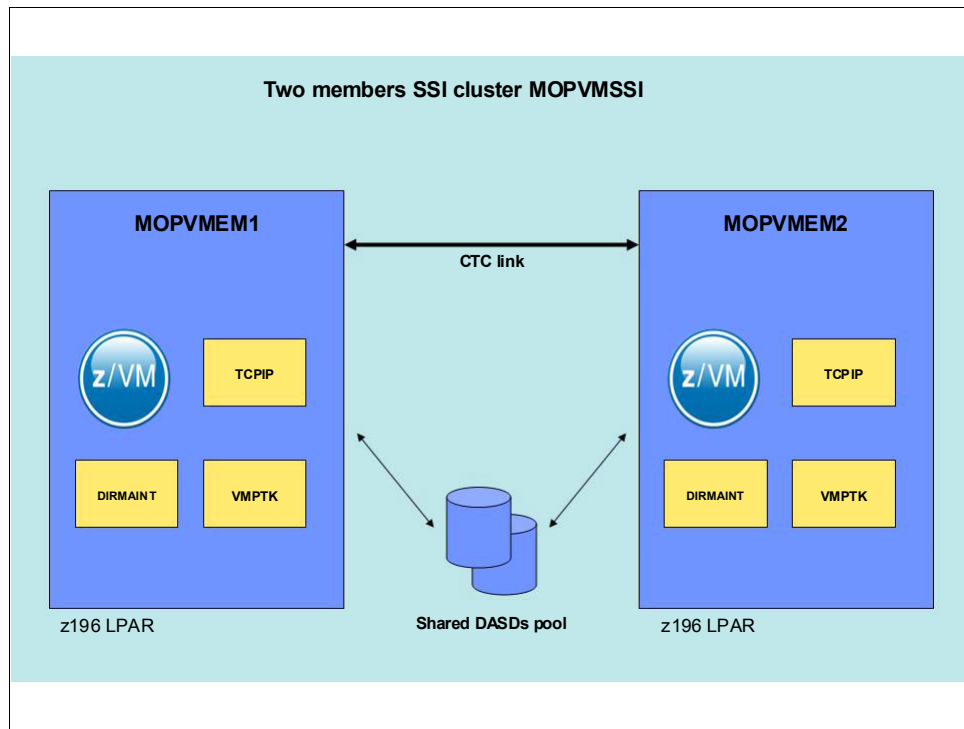 Two members SSI cluster MOPVMSSI
MOPVMEM1
MOPVMEM2
CTC link
z/VM
TCPIP
z/VM
TCPIP
DIRMAINT
VMPTK
DIRMAINT
VMPTK
Shared DASDs pool
z196 LPAR
z196 LPAR